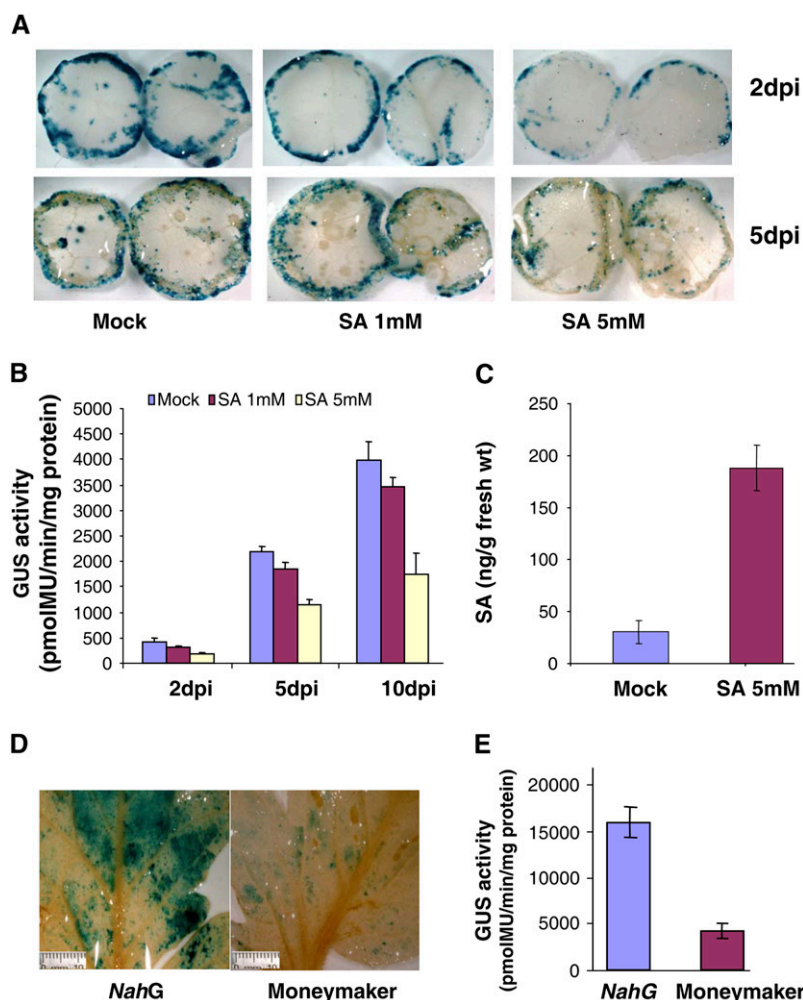 A
2dpi
5dpi
Mock
SA 1mM
SA 5mM
B
Mock
SA 1mM
SA 5mM
GUS activity
(pmolMU/min/mg protein)
5000
4500
4000
3500
3000
2500
2000
1500
1000
500
0
2dpi
5dpi
10dpi
C
SA (ng/g fresh wt)
250
200
150
100
50
0
Mock
SA 5mM
D
NahG
Moneymaker
E
GUS activity
(pmolMU/min/mg protein)
20000
15000
10000
5000
0
NahG
Moneymaker